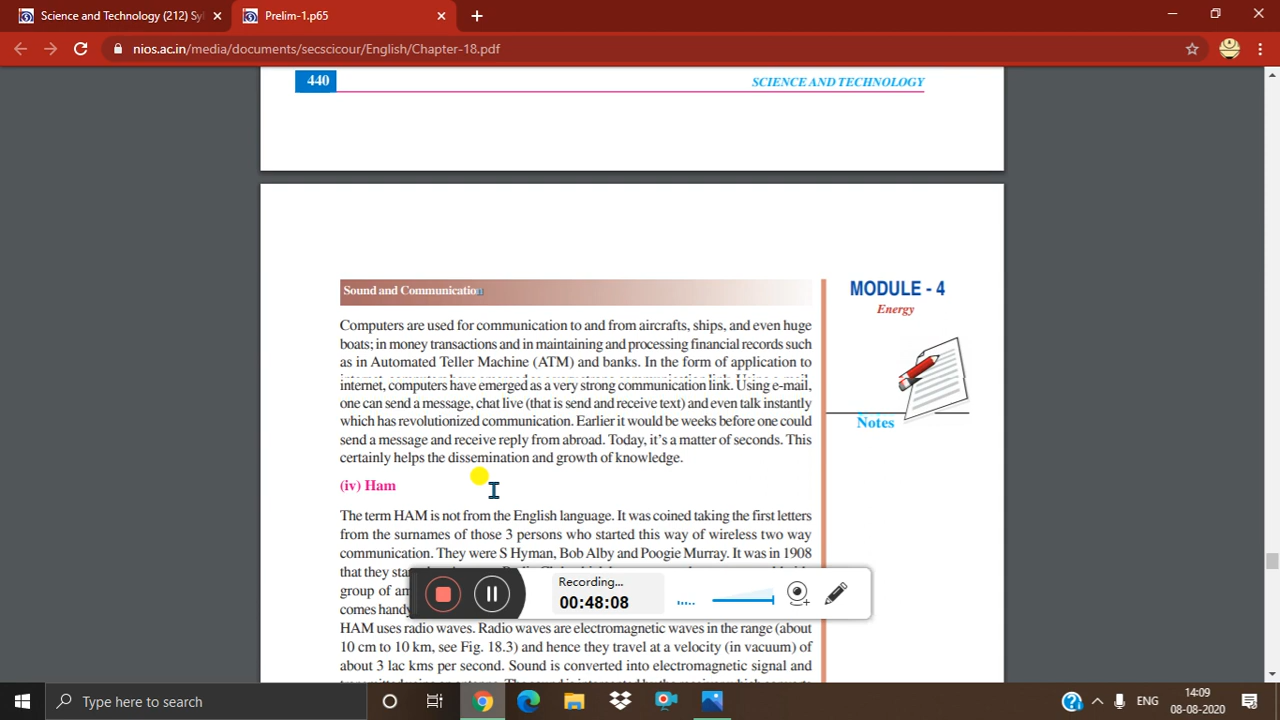 Science and Technology (212) Syl
Prelim-1.p65
nios.ac.in/media/documents/secscicour/English/Chapter-18.pdf
440
SCIENCE AND TECHNOLOGY
Sound and Communication
MODULE - 4
Energy
Notes
Computers are used for communication to and from aircrafts, ships, and even huge
boats; in money transactions and in maintaining and processing financial records such
as in Automated Teller Machine (ATM) and banks. In the form of application to
internet, computers have emerged as a very strong communication link. Using e-mail,
one can send a message, chat live (that is send and receive text) and even talk instantly
which has revolutionized communication. Earlier it would be weeks before one could
send a message and receive reply from abroad. Today, it's a matter of seconds. This
certainly helps the dissemination and growth of knowledge.
(iv) Ham
The term HAM is not from the English language. It was coined taking the first letters
from the surnames of those 3 persons who started this way of wireless two way
communication. They were S Hyman, Bob Alby and Poogie Murray. It was in 1908
that they
group of
comes handy
HAM uses radio waves. Radio waves are electromagnetic waves in the range (about
10 cm to 10 km, see Fig. 18.3) and hence they travel at a velocity (in vacuum) of
about 3 lac kms per second. Sound is converted into electromagnetic signal and
Recording...
00:48:08
Type here to search
ENG
14:09
08-08-2020